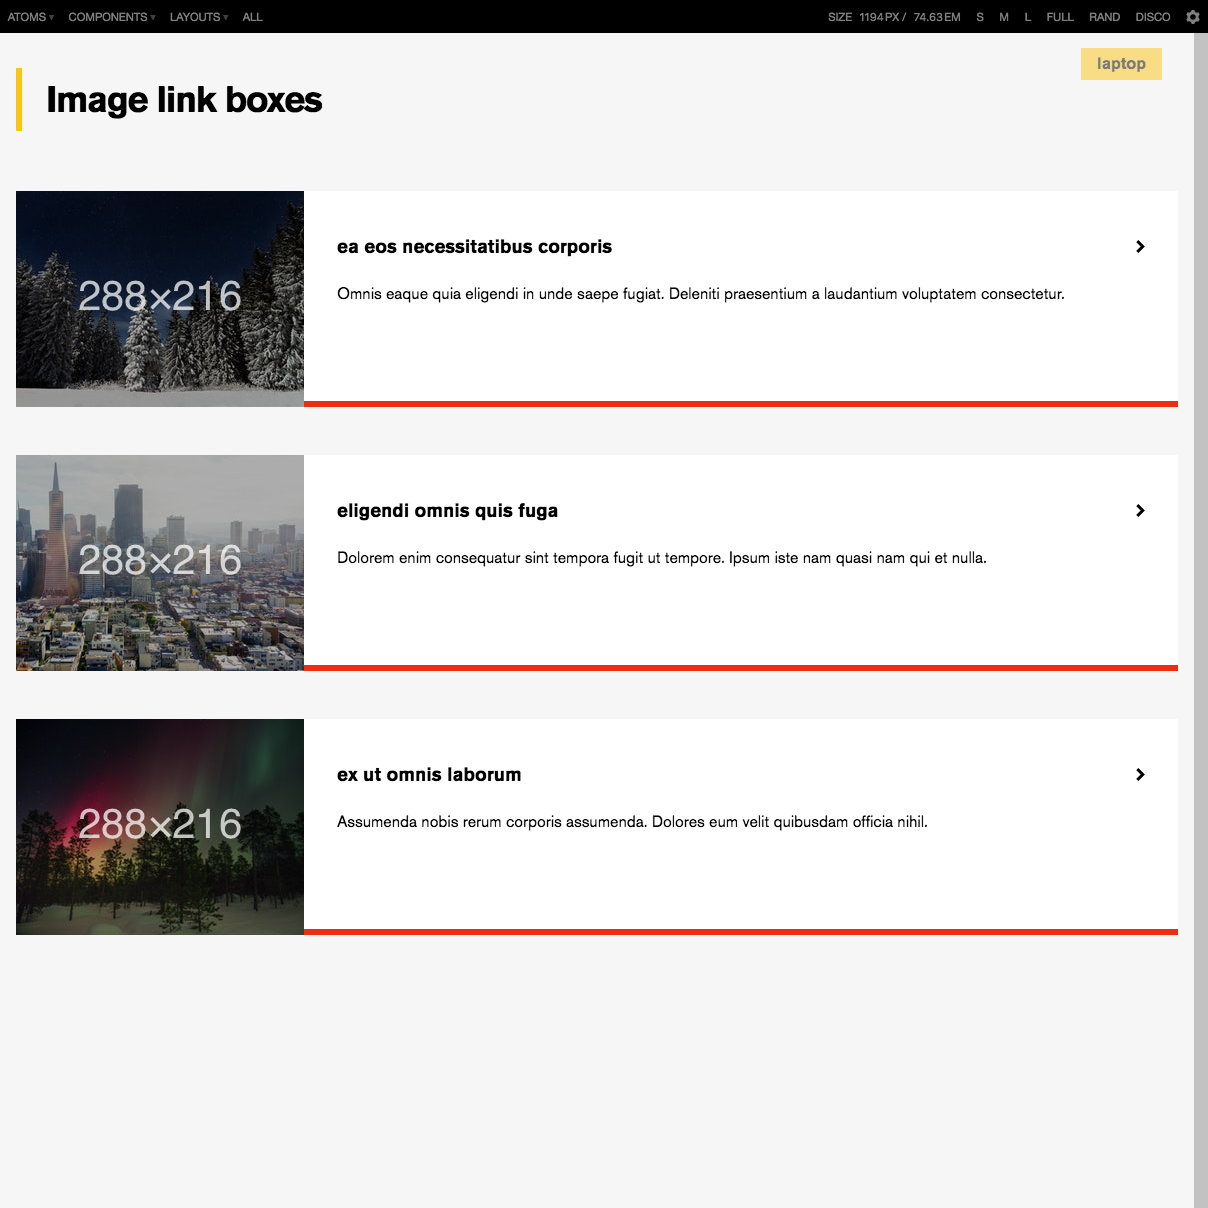 ATOMS ▾ COMPONENTS ▾ LAYOUTS ▾ ALL SIZE 1194PX / 74.63EM S M L FULL RAND DISCO
laptop
Image link boxes
288×216
ea eos necessitatibus corporis
Omnis eaque quia eligendi in unde saepe fugiat. Deleniti praesentium a laudantium voluptatem consectetur.
288×216
eligendi omnis quis fuga
Dolorem enim consequatur sint tempora fugit ut tempore. Ipsum iste nam quasi nam qui et nulla.
288×216
ex ut omnis laborum
Assumenda nobis rerum corporis assumenda. Dolores eum velit quibusdam officia nihil.